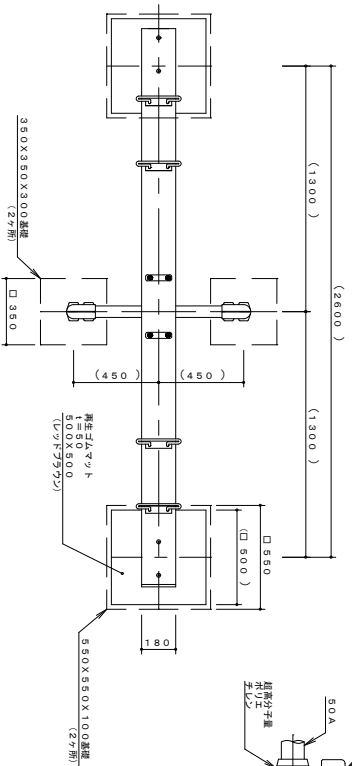 (2600)
(1300)
(1300)
350X350X300基礎
(2ヶ所)
□350
(450)
(450)
再生ゴムマット
t=50
500X500
(レッドブラウン)
□550
(□500)
180
550X550X100基礎
(2ヶ所)
50A
超高分子量
ポリエ
チレン